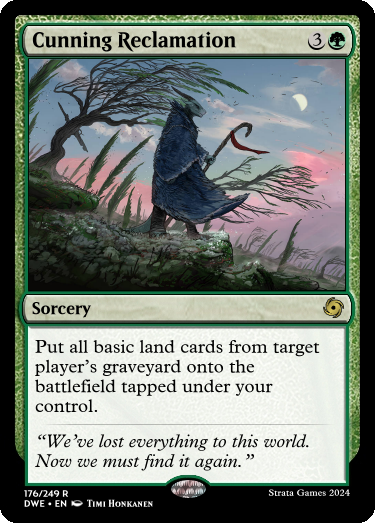 Cunning Reclamation 3
Sorcery
Put all basic land cards from target
player's graveyard onto the
battlefield tapped under your
control.
“We’ve lost everything to this world.
Now we must find it again.”
176/249 R
DWE • EN Timi Honkanen
Strata Games 2024